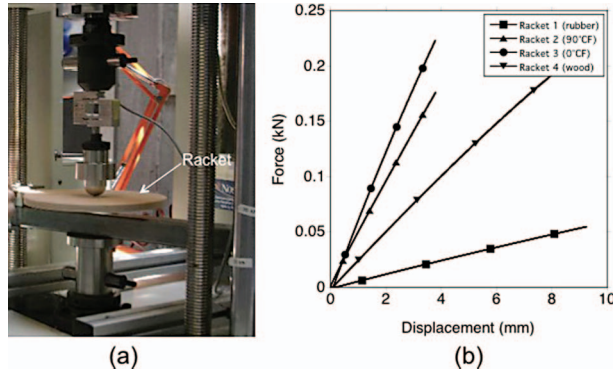 Racket
(a)
Racket 1 (rubber)
Racket 2 (90°CF)
Racket 3 (0°CF)
Racket 4 (wood)
0.25
0.2
0.15
0.1
0.05
0
Force (kN)
0 2 4 6 8 10
Displacement (mm)
(b)